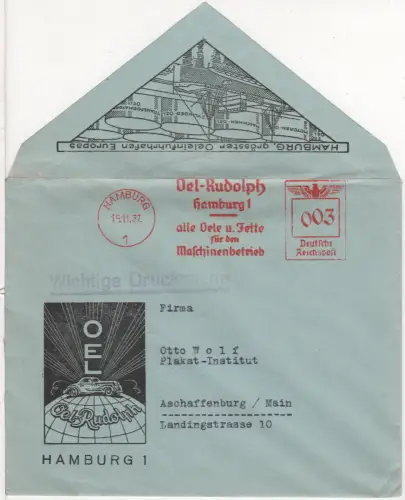 HAMBURG, grössten Oeleinfuhrhafen Europas
HAMBURG
15.11.37.
1
Oel-Rudolph
Hamburg 1
alle Oele u. Fette
für den
Maschinenbetrieb
003
Deutsche
Reichspost
Wichtige Drucksache
Firma
Otto Wolf
Plakat-Institut
Aschaffenburg / Main
Landingstrasse 10
OEL
Oel-Rudolph
HAMBURG 1